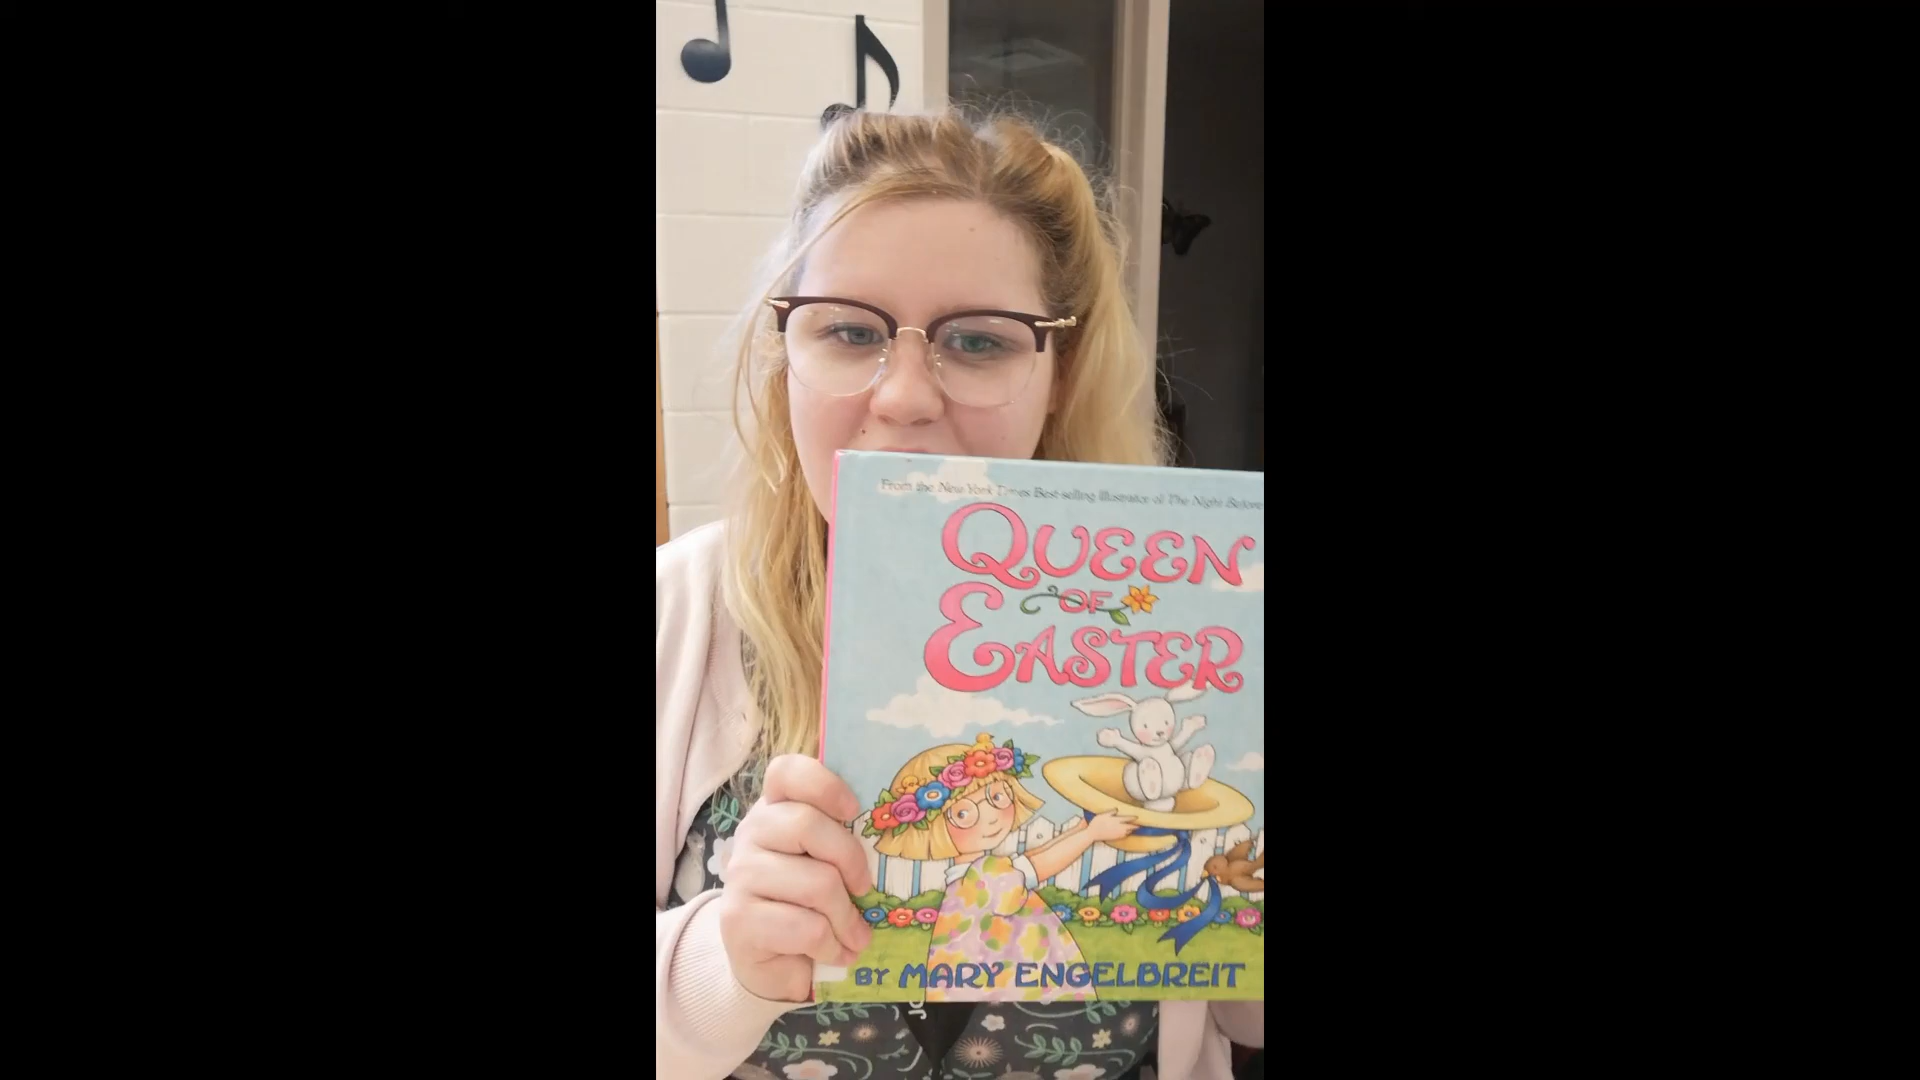 From the New York Times Best-selling Illustrator of The Night Before
QUEEN
OF
EASTER
BY MARY ENGELBREIT